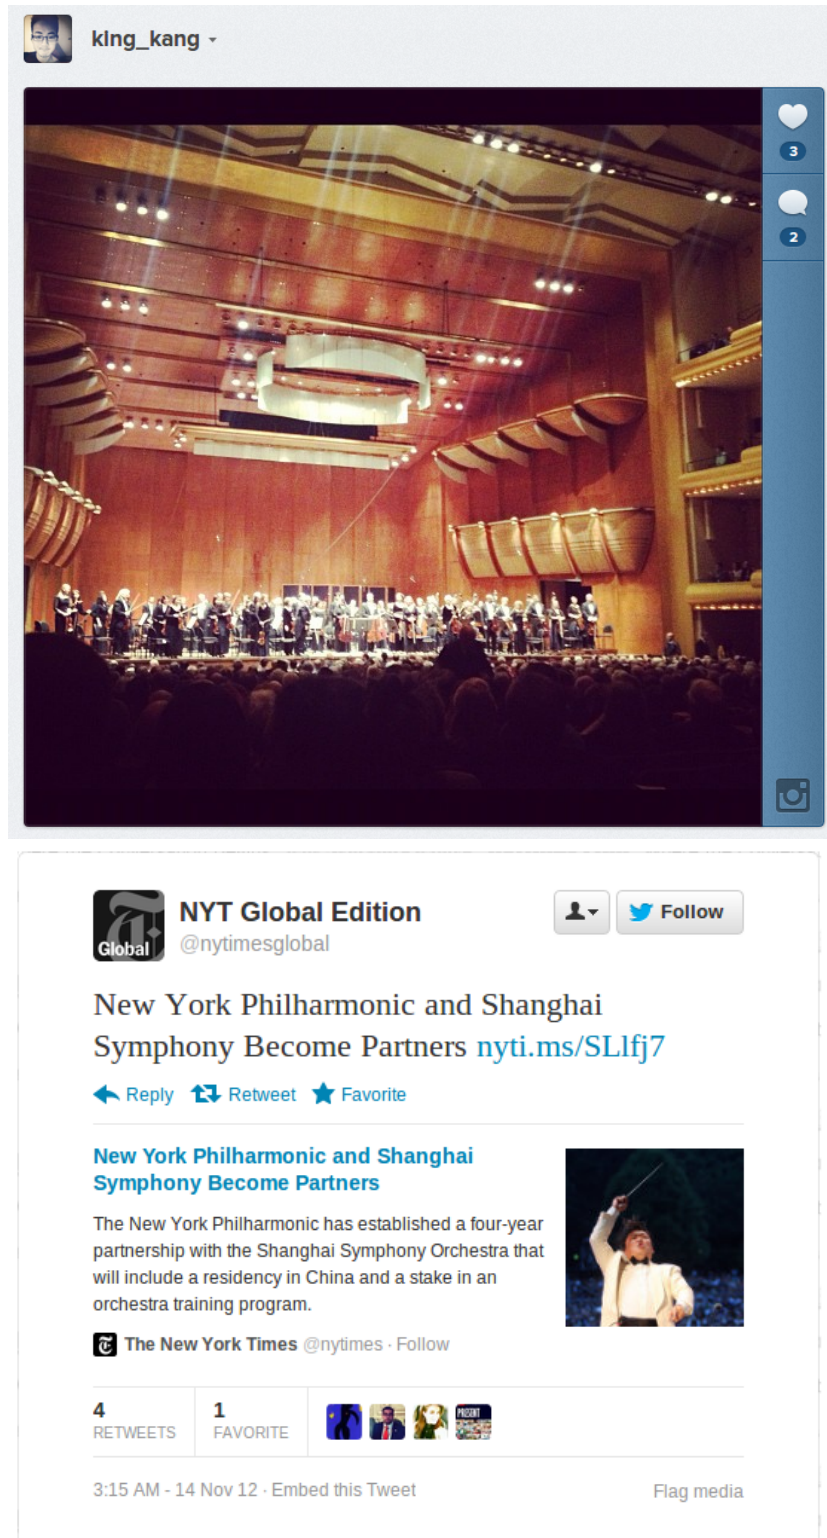 kIng_kang
3
2
Global
NYT Global Edition
@nytimesglobal
Follow
New York Philharmonic and Shanghai
Symphony Become Partners nyti.ms/SLlfj7
Reply Retweet Favorite
New York Philharmonic and Shanghai
Symphony Become Partners
The New York Philharmonic has established a four-year
partnership with the Shanghai Symphony Orchestra that
will include a residency in China and a stake in an
orchestra training program.
The New York Times @nytimes · Follow
4
RETWEETS
1
FAVORITE
PRESENT
3:15 AM - 14 Nov 12 · Embed this Tweet
Flag media